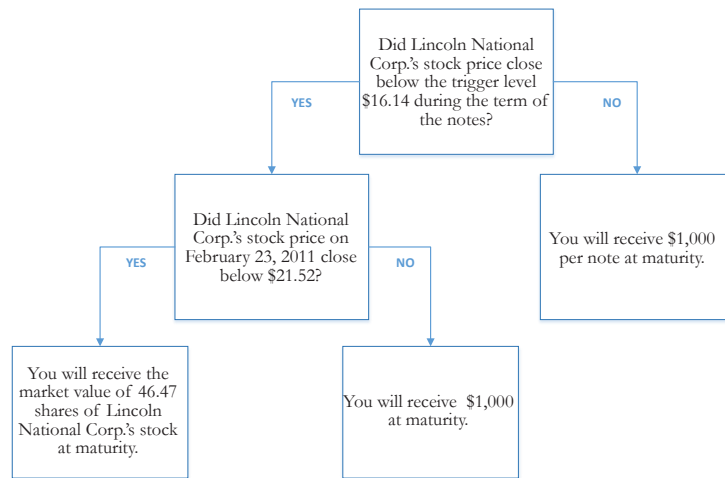 Did Lincoln National
Corp.'s stock price close
below the trigger level
$16.14 during the term of
the notes?
YES
NO
Did Lincoln National
Corp.'s stock price on
February 23, 2011 close
below $21.52?
You will receive $1,000
per note at maturity.
YES
NO
You will receive the
market value of 46.47
shares of Lincoln
National Corp.'s stock
at maturity.
You will receive $1,000
at maturity.